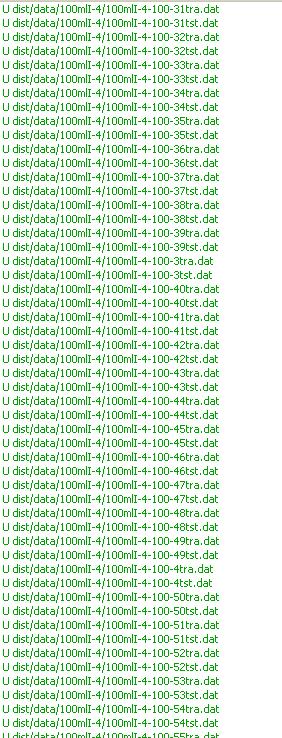 U dist/data/100mlI-4/100mlI-4-100-31tra.dat
U dist/data/100mlI-4/100mlI-4-100-31tst.dat
U dist/data/100mlI-4/100mlI-4-100-32tra.dat
U dist/data/100mlI-4/100mlI-4-100-32tst.dat
U dist/data/100mlI-4/100mlI-4-100-33tra.dat
U dist/data/100mlI-4/100mlI-4-100-33tst.dat
U dist/data/100mlI-4/100mlI-4-100-34tra.dat
U dist/data/100mlI-4/100mlI-4-100-34tst.dat
U dist/data/100mlI-4/100mlI-4-100-35tra.dat
U dist/data/100mlI-4/100mlI-4-100-35tst.dat
U dist/data/100mlI-4/100mlI-4-100-36tra.dat
U dist/data/100mlI-4/100mlI-4-100-36tst.dat
U dist/data/100mlI-4/100mlI-4-100-37tra.dat
U dist/data/100mlI-4/100mlI-4-100-37tst.dat
U dist/data/100mlI-4/100mlI-4-100-38tra.dat
U dist/data/100mlI-4/100mlI-4-100-38tst.dat
U dist/data/100mlI-4/100mlI-4-100-39tra.dat
U dist/data/100mlI-4/100mlI-4-100-39tst.dat
U dist/data/100mlI-4/100mlI-4-100-3tra.dat
U dist/data/100mlI-4/100mlI-4-100-3tst.dat
U dist/data/100mlI-4/100mlI-4-100-40tra.dat
U dist/data/100mlI-4/100mlI-4-100-40tst.dat
U dist/data/100mlI-4/100mlI-4-100-41tra.dat
U dist/data/100mlI-4/100mlI-4-100-41tst.dat
U dist/data/100mlI-4/100mlI-4-100-42tra.dat
U dist/data/100mlI-4/100mlI-4-100-42tst.dat
U dist/data/100mlI-4/100mlI-4-100-43tra.dat
U dist/data/100mlI-4/100mlI-4-100-43tst.dat
U dist/data/100mlI-4/100mlI-4-100-44tra.dat
U dist/data/100mlI-4/100mlI-4-100-44tst.dat
U dist/data/100mlI-4/100mlI-4-100-45tra.dat
U dist/data/100mlI-4/100mlI-4-100-45tst.dat
U dist/data/100mlI-4/100mlI-4-100-46tra.dat
U dist/data/100mlI-4/100mlI-4-100-46tst.dat
U dist/data/100mlI-4/100mlI-4-100-47tra.dat
U dist/data/100mlI-4/100mlI-4-100-47tst.dat
U dist/data/100mlI-4/100mlI-4-100-48tra.dat
U dist/data/100mlI-4/100mlI-4-100-48tst.dat
U dist/data/100mlI-4/100mlI-4-100-49tra.dat
U dist/data/100mlI-4/100mlI-4-100-49tst.dat
U dist/data/100mlI-4/100mlI-4-100-4tra.dat
U dist/data/100mlI-4/100mlI-4-100-4tst.dat
U dist/data/100mlI-4/100mlI-4-100-50tra.dat
U dist/data/100mlI-4/100mlI-4-100-50tst.dat
U dist/data/100mlI-4/100mlI-4-100-51tra.dat
U dist/data/100mlI-4/100mlI-4-100-51tst.dat
U dist/data/100mlI-4/100mlI-4-100-52tra.dat
U dist/data/100mlI-4/100mlI-4-100-52tst.dat
U dist/data/100mlI-4/100mlI-4-100-53tra.dat
U dist/data/100mlI-4/100mlI-4-100-53tst.dat
U dist/data/100mlI-4/100mlI-4-100-54tra.dat
U dist/data/100mlI-4/100mlI-4-100-54tst.dat
U dist/data/100mlI-4/100mlI-4-100-55tra.dat